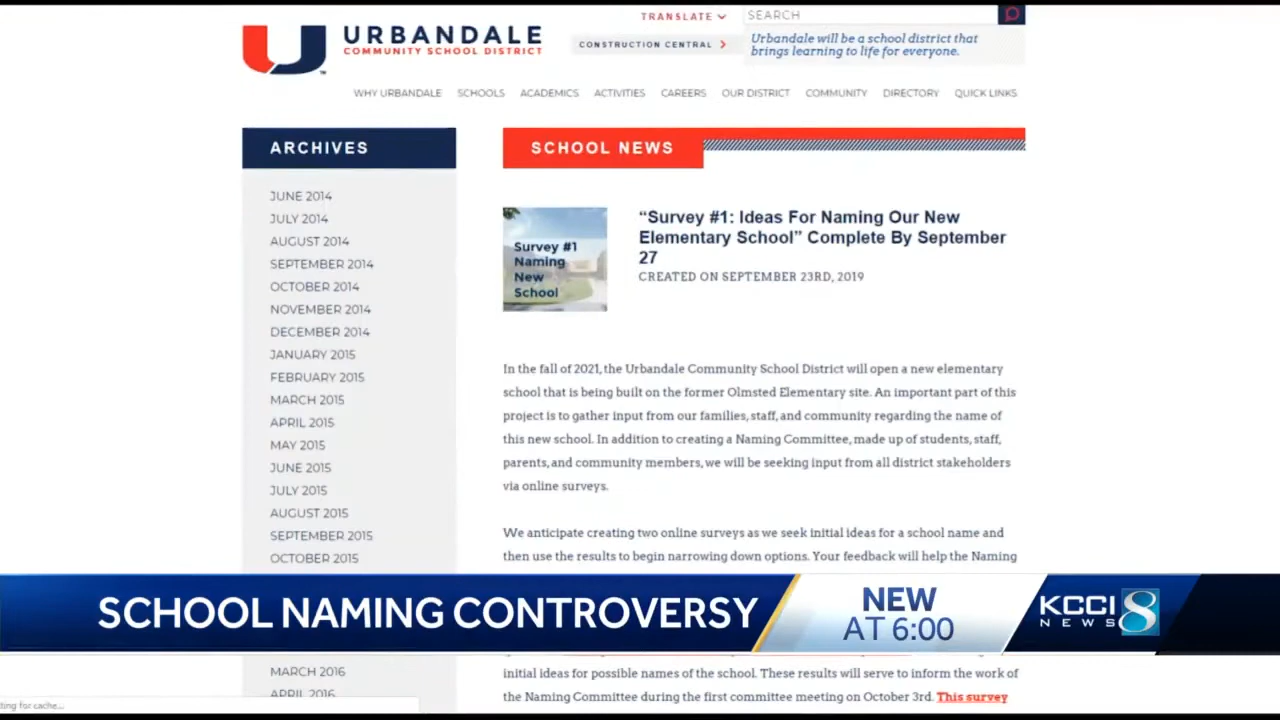 TRANSLATE
SEARCH
URBANDALE
COMMUNITY SCHOOL DISTRICT
CONSTRUCTION CENTRAL
Urbandale will be a school district that
brings learning to life for everyone.
WHY URBANDALE SCHOOLS ACADEMICS ACTIVITIES CAREERS OUR DISTRICT COMMUNITY DIRECTORY QUICK LINKS
ARCHIVES
JUNE 2014
JULY 2014
AUGUST 2014
SEPTEMBER 2014
OCTOBER 2014
NOVEMBER 2014
DECEMBER 2014
JANUARY 2015
FEBRUARY 2015
MARCH 2015
APRIL 2015
MAY 2015
JUNE 2015
JULY 2015
AUGUST 2015
SEPTEMBER 2015
OCTOBER 2015
MARCH 2016
APRIL 2016
SCHOOL NEWS
Survey #1
Naming
New
School
“Survey #1: Ideas For Naming Our New
Elementary School” Complete By September
27
CREATED ON SEPTEMBER 23RD, 2019
In the fall of 2021, the Urbandale Community School District will open a new elementary
school that is being built on the former Olmsted Elementary site. An important part of this
project is to gather input from our families, staff, and community regarding the name of
this new school. In addition to creating a Naming Committee, made up of students, staff,
parents, and community members, we will be seeking input from all district stakeholders
via online surveys.
We anticipate creating two online surveys as we seek initial ideas for a school name and
then use the results to begin narrowing down options. Your feedback will help the Naming
initial ideas for possible names of the school. These results will serve to inform the work of
the Naming Committee during the first committee meeting on October 3rd. This survey
SCHOOL NAMING CONTROVERSY
NEW
AT 6:00
KCCI 8
NEWS
ting for cache...